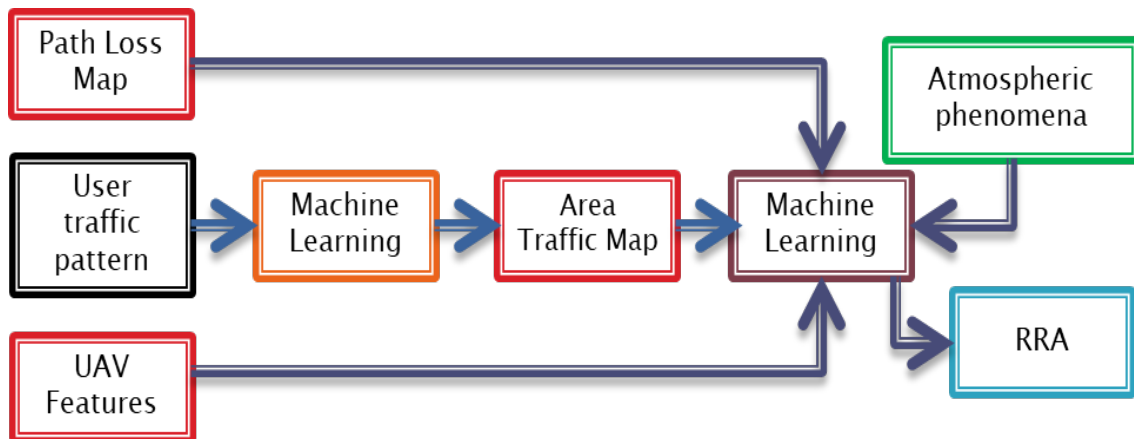 Path Loss
Map
Atmospheric
phenomena
User
traffic
pattern
Machine
Learning
Area
Traffic Map
Machine
Learning
RRA
UAV
Features